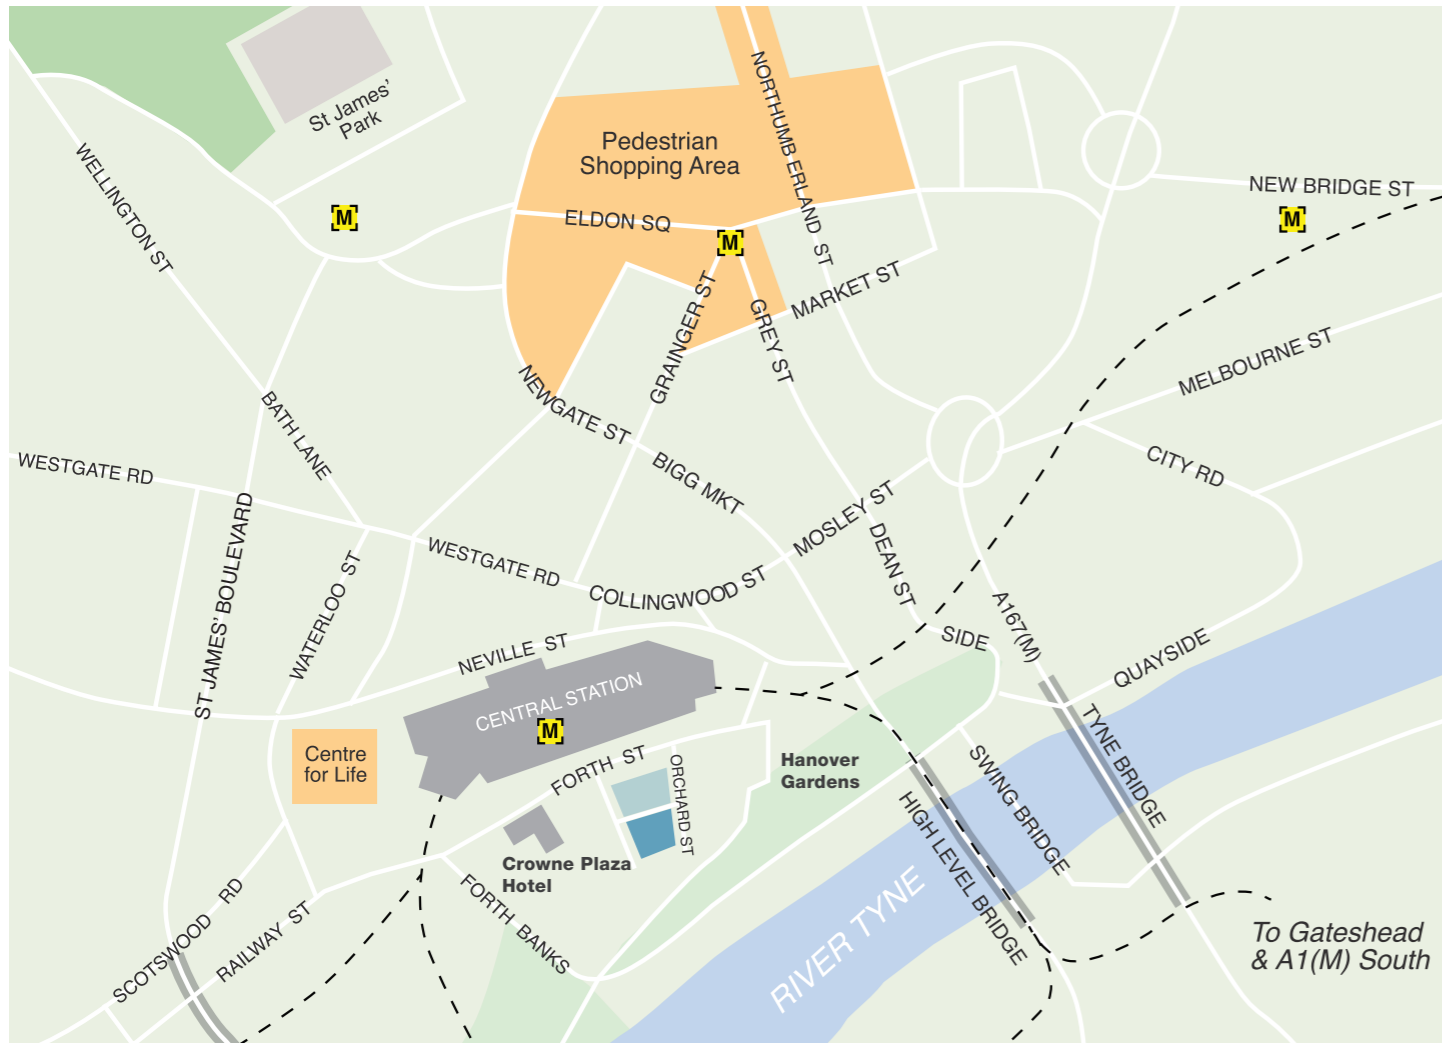 St James'
Park
NORTHUMBERLAND ST
Pedestrian
Shopping Area
WELLINGTON ST
NEW BRIDGE ST
M
M
ELDON SQ
M
MARKET ST
GRAINGER ST
GREY ST
MELBOURNE ST
NEWGATE ST
BATH LANE
WESTGATE RD
BIGG MKT
CITY RD
MOSLEY ST
ST JAMES' BOULEVARD
WATERLOO ST
WESTGATE RD
COLLINGWOOD ST
DEAN ST
A167(M)
SIDE
NEVILLE ST
QUAYSIDE
CENTRAL STATION
M
TYNE BRIDGE
Centre
for Life
FORTH ST
ORCHARD ST
Hanover
Gardens
SWING BRIDGE
HIGH LEVEL BRIDGE
Crowne Plaza
Hotel
FORTH BANKS
RIVER TYNE
SCOTSWOOD RD
RAILWAY ST
To Gateshead
& A1(M) South